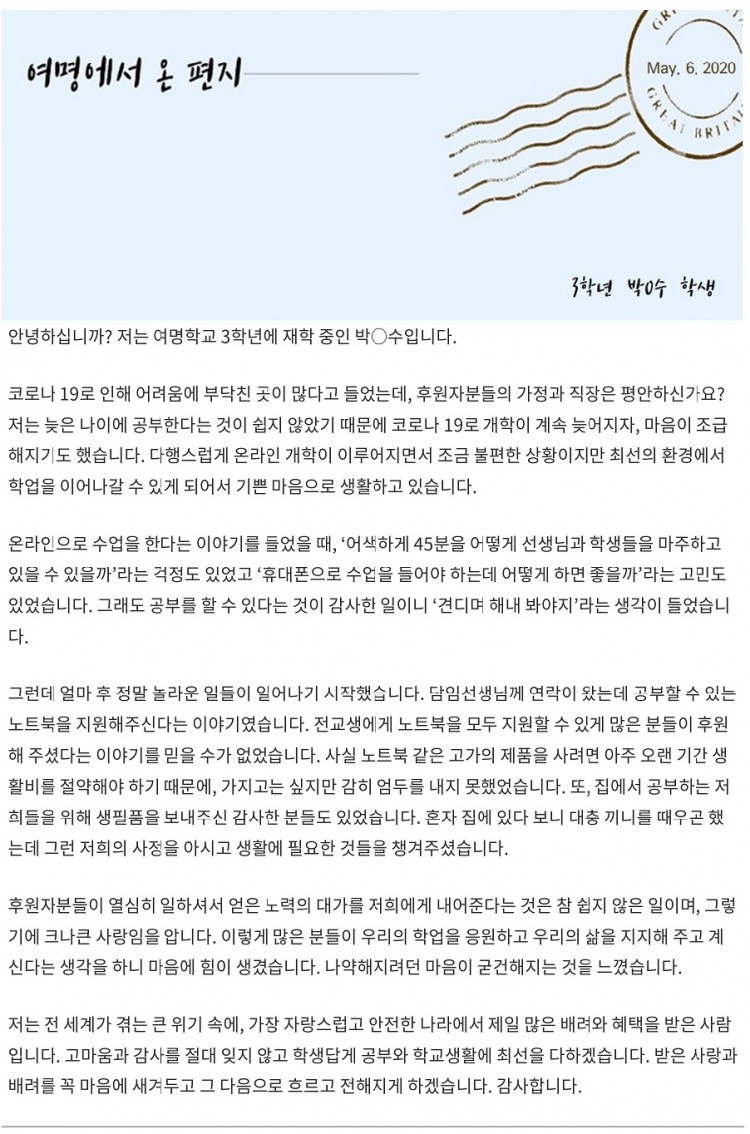 여명에서 온 편지
May. 6. 2020
GREAT BRITAI
3학년 박0수 학생
안녕하십니까? 저는 여명학교 3학년에 재학 중인 박○수입니다.
코로나 19로 인해 어려움에 부닥친 곳이 많다고 들었는데, 후원자분들의 가정과 직장은 평안하신가요?
저는 늦은 나이에 공부한다는 것이 쉽지 않았기 때문에 코로나 19로 개학이 계속 늦어지자, 마음이 조급
해지기도 했습니다. 다행스럽게 온라인 개학이 이루어지면서 조금 불편한 상황이지만 최선의 환경에서
학업을 이어나갈 수 있게 되어서 기쁜 마음으로 생활하고 있습니다.
온라인으로 수업을 한다는 이야기를 들었을 때, ‘어색하게 45분을 어떻게 선생님과 학생들을 마주하고
있을 수 있을까’라는 걱정도 있었고 ‘휴대폰으로 수업을 들어야 하는데 어떻게 하면 좋을까’라는 고민도
있었습니다. 그래도 공부를 할 수 있다는 것이 감사한 일이니 ‘견디며 해내 봐야지’라는 생각이 들었습니
다.
그런데 얼마 후 정말 놀라운 일들이 일어나기 시작했습니다. 담임선생님께 연락이 왔는데 공부할 수 있는
노트북을 지원해주신다는 이야기였습니다. 전교생에게 노트북을 모두 지원할 수 있게 많은 분들이 후원
해 주셨다는 이야기를 믿을 수가 없었습니다. 사실 노트북 같은 고가의 제품을 사려면 아주 오랜 기간 생
활비를 절약해야 하기 때문에, 가지고는 싶지만 감히 엄두를 내지 못했었습니다. 또, 집에서 공부하는 저
희들을 위해 생필품을 보내주신 감사한 분들도 있었습니다. 혼자 집에 있다 보니 대충 끼니를 때우곤 했
는데 그런 저희의 사정을 아시고 생활에 필요한 것들을 챙겨주셨습니다.
후원자분들이 열심히 일하셔서 얻은 노력의 대가를 저희에게 내어준다는 것은 참 쉽지 않은 일이며, 그렇
기에 크나큰 사랑임을 압니다. 이렇게 많은 분들이 우리의 학업을 응원하고 우리의 삶을 지지해 주고 계
신다는 생각을 하니 마음에 힘이 생겼습니다. 나약해지려던 마음이 굳건해지는 것을 느꼈습니다.
저는 전 세계가 겪는 큰 위기 속에, 가장 자랑스럽고 안전한 나라에서 제일 많은 배려와 혜택을 받은 사람
입니다. 고마움과 감사를 절대 잊지 않고 학생답게 공부와 학교생활에 최선을 다하겠습니다. 받은 사랑과
배려를 꼭 마음에 새겨두고 그 다음으로 흐르고 전해지게 하겠습니다. 감사합니다.